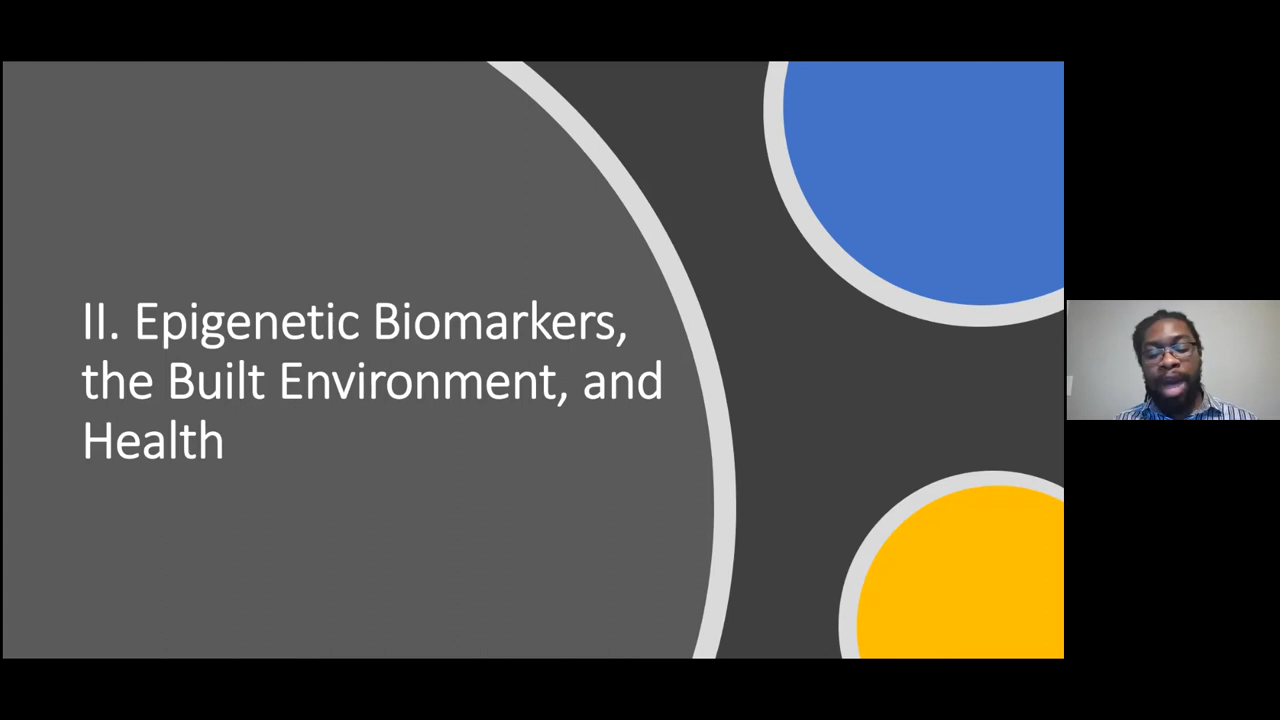 II. Epigenetic Biomarkers,
the Built Environment, and
Health